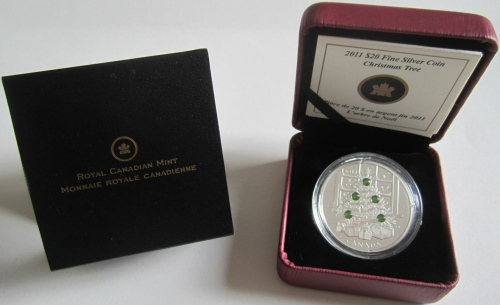 ROYAL CANADIAN MINT
MONNAIE ROYALE CANADIENNE
2011 $20 Fine Silver Coin
Christmas Tree
de 20 $ en argent fin 2011
L'arbre de Noël
CANADA